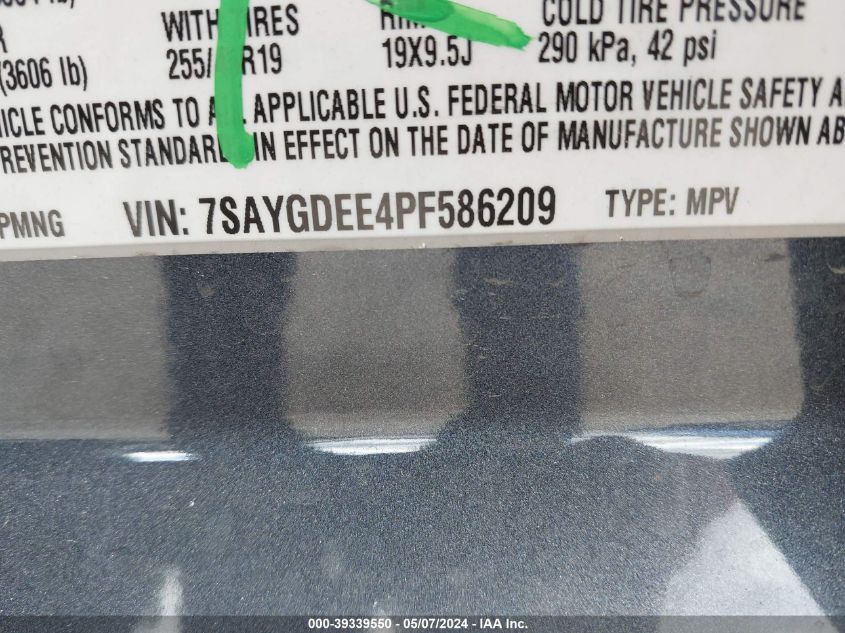 WITH TIRES RIM COLD TIRE PRESSURE
(3606 lb) 255/ R19 19X9.5J 290 kPa, 42 psi
HICLE CONFORMS TO A APPLICABLE U.S. FEDERAL MOTOR VEHICLE SAFETY A
REVENTION STANDAR IN EFFECT ON THE DATE OF MANUFACTURE SHOWN AB
PMNG VIN: 7SAYGDEE4PF586209 TYPE: MPV
000-39339550 - 05/07/2024 - IAA Inc.